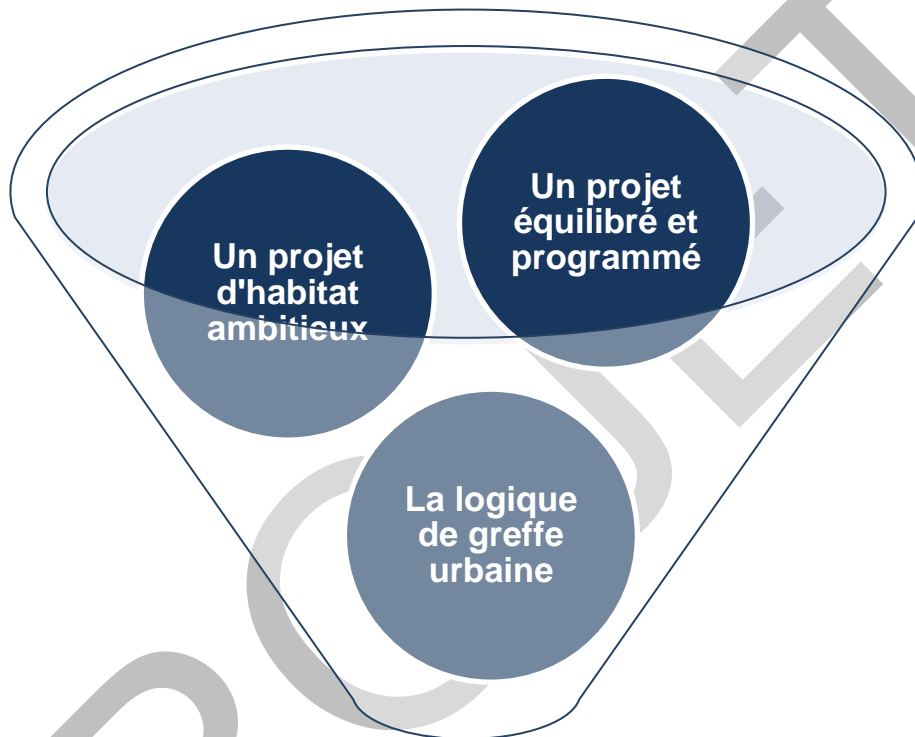 Un projet
d'habitat
ambitieux
Un projet
équilibré et
programmé
La logique
de greffe
urbaine